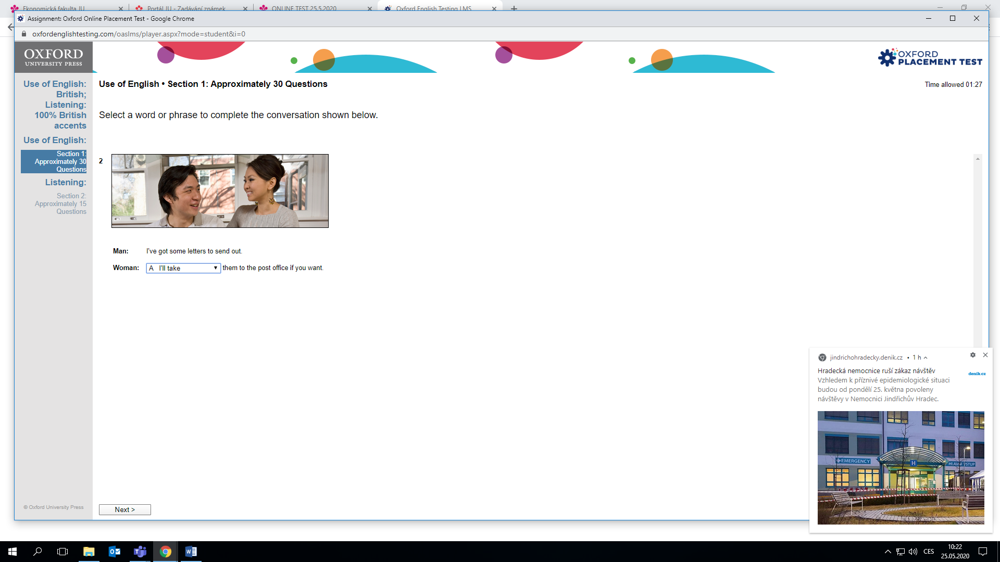 Ekonomická fakulta JU
Portál JU - Zadávání známek
ONLINE TEST 25.5.2020
Oxford English Testing LMS
Assignment: Oxford Online Placement Test - Google Chrome
oxfordenglishtesting.com/oaslms/player.aspx?mode=student&i=0
OXFORD
UNIVERSITY PRESS
OXFORD
PLACEMENT TEST
Use of English:
British;
Listening:
100% British
accents
Use of English:
Section 1:
Approximately 30
Questions
Listening:
Section 2:
Approximately 15
Questions
© Oxford University Press
Use of English • Section 1: Approximately 30 Questions
Time allowed 01:27
Select a word or phrase to complete the conversation shown below.
2
Man: I've got some letters to send out.
Woman: A I'll take them to the post office if you want.
Next >
jindrichohradecky.denik.cz • 1 h
Hradecká nemocnice ruší zákaz návštěv
denik.cz
Vzhledem k příznivé epidemiologické situaci
budou od pondělí 25. května povoleny
návštěvy v Nemocnici Jindřichův Hradec.
EMERGENCY
H
HLAVNÍ VSTUP
CES
10:22
25.05.2020